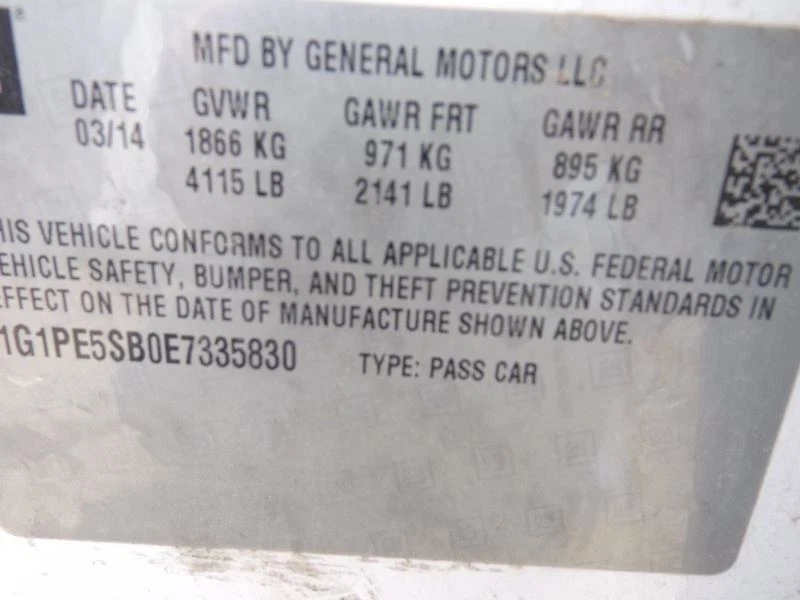 MFD BY GENERAL MOTORS LLC
DATE GVWR GAWR FRT GAWR RR
03/14 1866 KG 971 KG 895 KG
4115 LB 2141 LB 1974 LB
HIS VEHICLE CONFORMS TO ALL APPLICABLE U.S. FEDERAL MOTOR
EHICLE SAFETY, BUMPER, AND THEFT PREVENTION STANDARDS IN
EFFECT ON THE DATE OF MANUFACTURE SHOWN ABOVE.
1G1PE5SB0E7335830 TYPE: PASS CAR